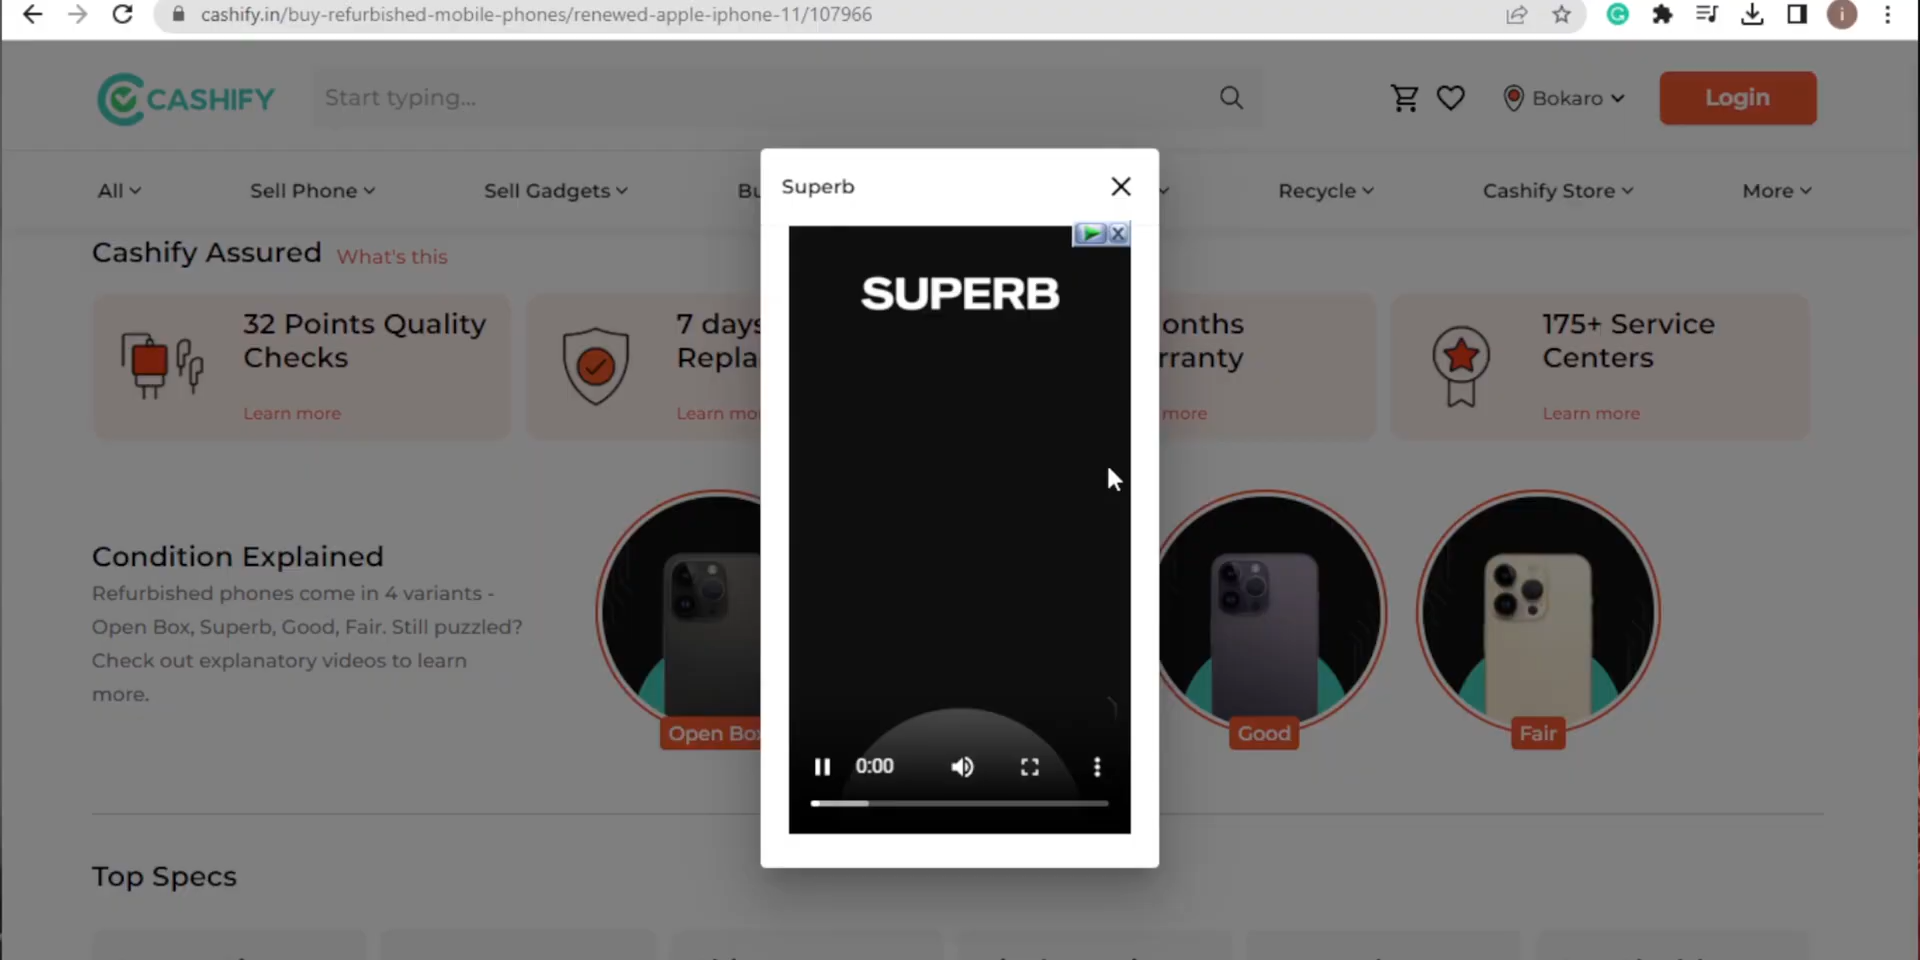 cashify.in/buy-refurbished-mobile-phones/renewed-apple-iphone-11/107966
i
CASHIFY
Start typing...
Bokaro
Login
All
Sell Phone
Sell Gadgets
Bu
Recycle
Cashify Store
More
Superb
Cashify Assured What's this
32 Points Quality
Checks
Learn more
7 days
Repla
Learn mo
onths
rranty
more
175+ Service
Centers
Learn more
SUPERB
Condition Explained
Refurbished phones come in 4 variants -
Open Box, Superb, Good, Fair. Still puzzled?
Check out explanatory videos to learn
more.
Open Box
Good
Fair
0:00
Top Specs